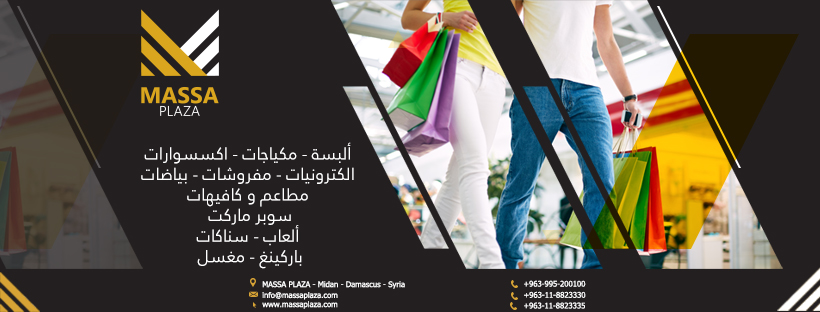 MASSA
PLAZA
ألبسة - مكياجات - اكسسوارات
الكترونيات - مفروشات - بياضات
مطاعم و كافيهات
سوبر ماركت
ألعاب - سناكات
باركينغ - مغسل
MASSA PLAZA - Midan - Damascus - Syria
info@massaplaza.com
www.massaplaza.com
+963-995-200100
+963-11-8823330
+963-11-8823335